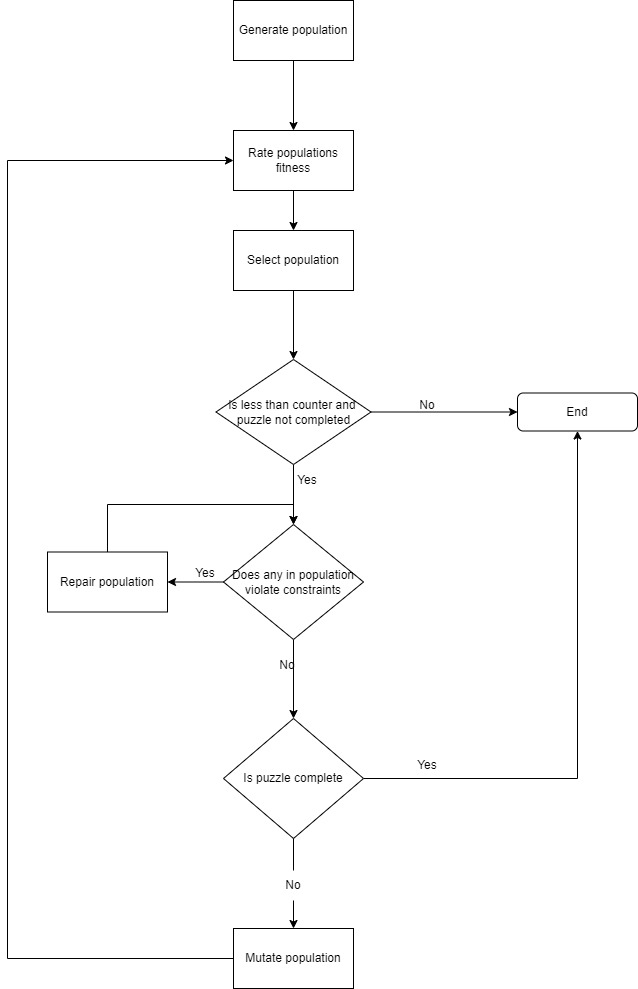 Generate population
Rate populations
fitness
Select population
Is less than counter and
puzzle not completed
No
End
Yes
Does any in population
violate constraints
Yes
Repair population
No
Is puzzle complete
Yes
No
Mutate population